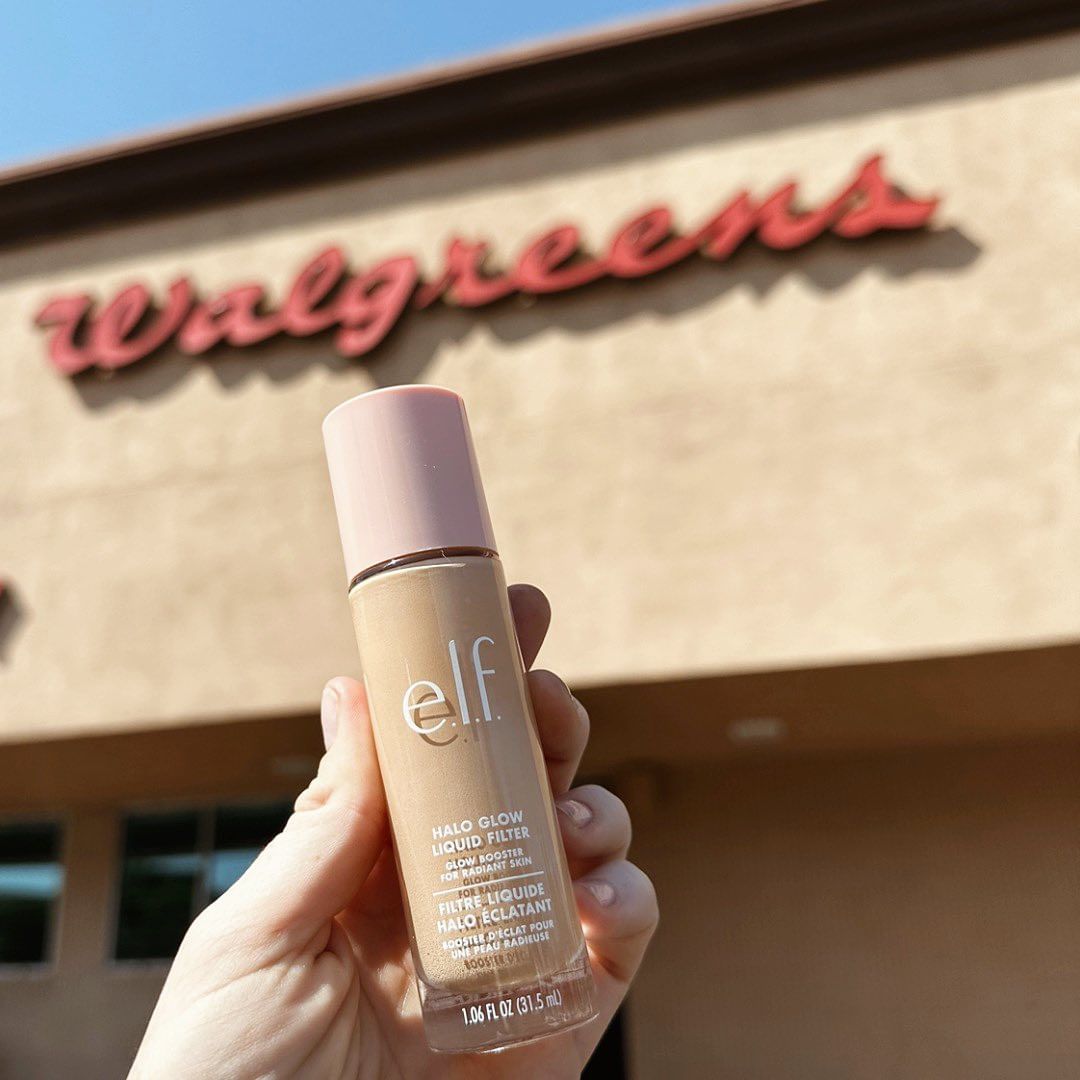 Walgreens
e.l.f.
HALO GLOW
LIQUID FILTER
GLOW BOOSTER
FOR RADIANT SKIN
FILTRE LIQUIDE
HALO ÉCLATANT
BOOSTER D'ÉCLAT POUR
UNE PEAU RADIEUSE
1.06 FL OZ (31.5 mL)